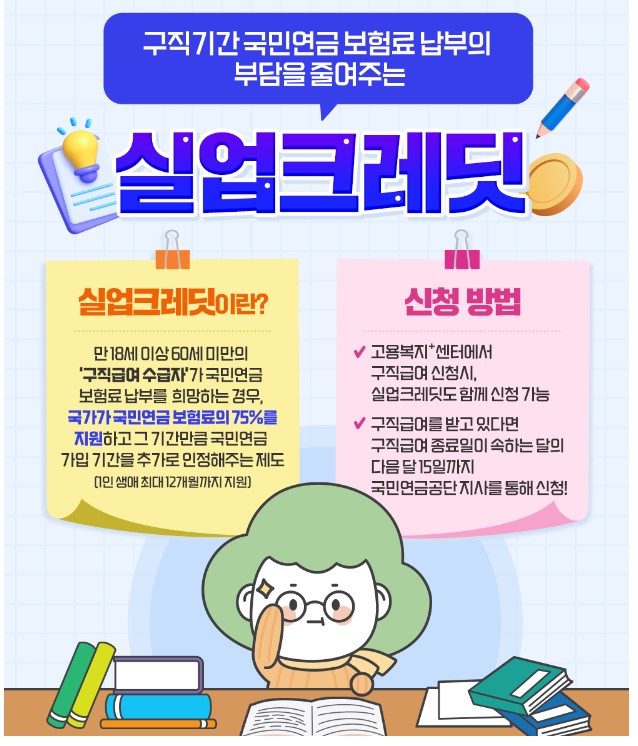 구직 기간 국민연금 보험료 납부의
부담을 줄여주는
실업크레딧
실업크레딧이란?
만 18세 이상 60세 미만의
'구직급여 수급자'가 국민연금
보험료 납부를 희망하는 경우,
국가가 국민연금 보험료의 75%를
지원하고 그 기간만큼 국민연금
가입 기간을 추가로 인정해주는 제도
(1인 생애 최대 12개월까지 지원)
신청 방법
고용복지+센터에서
구직급여 신청시,
실업크레딧도 함께 신청 가능
구직급여를 받고 있다면
구직급여 종료일이 속하는 달의
다음 달 15일까지
국민연금공단 지사를 통해 신청!